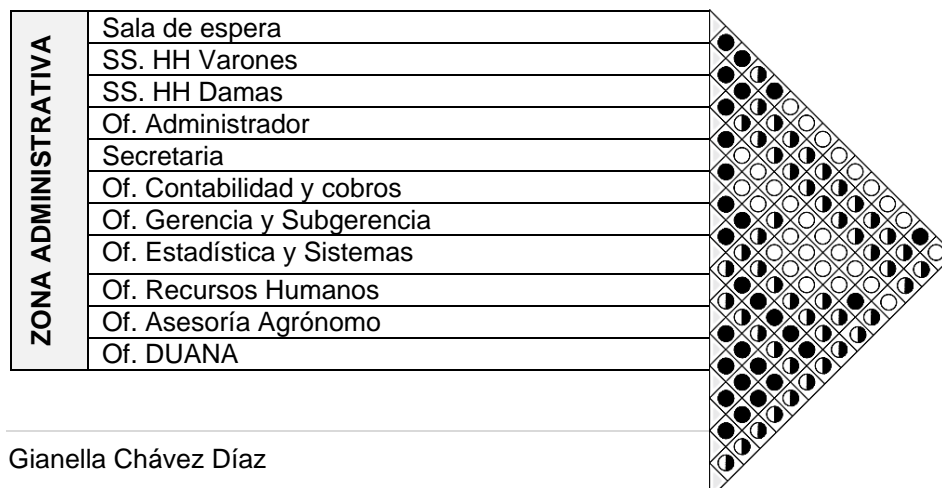 ZONA ADMINISTRATIVA
Sala de espera
SS. HH Varones
SS. HH Damas
Of. Administrador
Secretaria
Of. Contabilidad y cobros
Of. Gerencia y Subgerencia
Of. Estadística y Sistemas
Of. Recursos Humanos
Of. Asesoría Agrónomo
Of. DUANA
Gianella Chávez Díaz